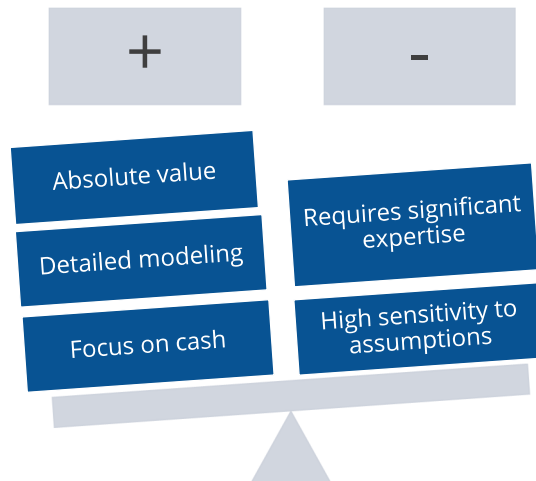 +
-
Absolute value
Detailed modeling
Focus on cash
Requires significant
expertise
High sensitivity to
assumptions